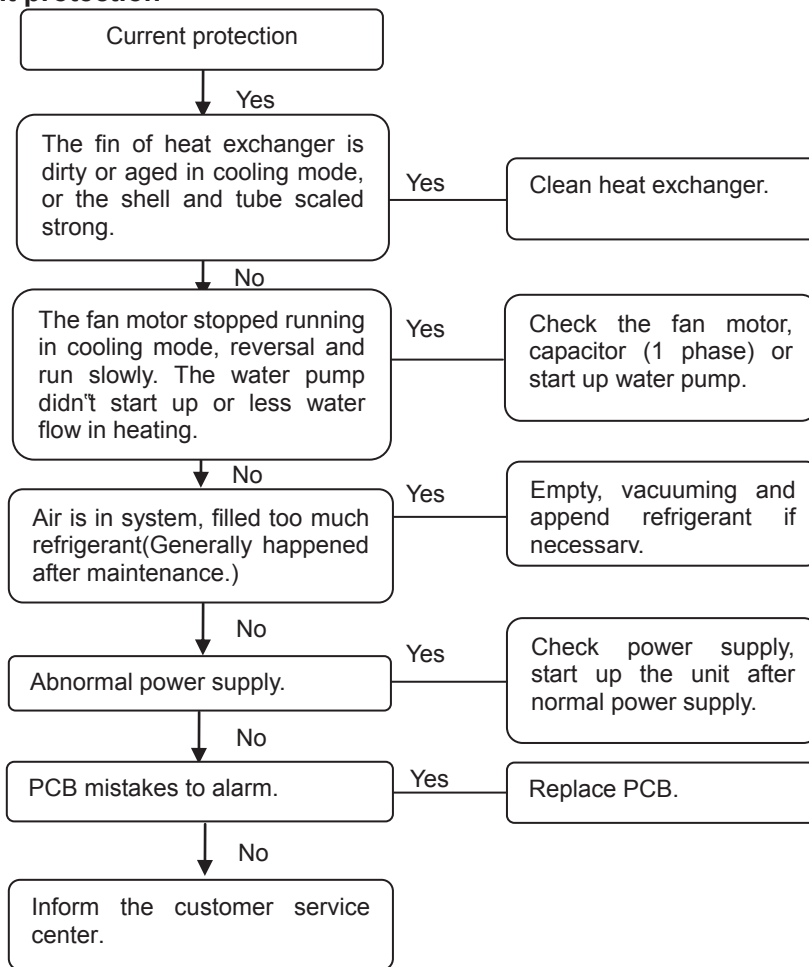 protection
Current protection
Yes
The fin of heat exchanger is
dirty or aged in cooling mode,
or the shell and tube scaled
strong.
Yes
Clean heat exchanger.
No
The fan motor stopped running
in cooling mode, reversal and
run slowly. The water pump
didn‟t start up or less water
flow in heating.
Yes
Check the fan motor,
capacitor (1 phase) or
start up water pump.
No
Air is in system, filled too much
refrigerant(Generally happened
after maintenance.)
Yes
Empty, vacuuming and
append refrigerant if
necessary.
No
Abnormal power supply.
Yes
Check power supply,
start up the unit after
normal power supply.
No
PCB mistakes to alarm.
Yes
Replace PCB.
No
Inform the customer service
center.